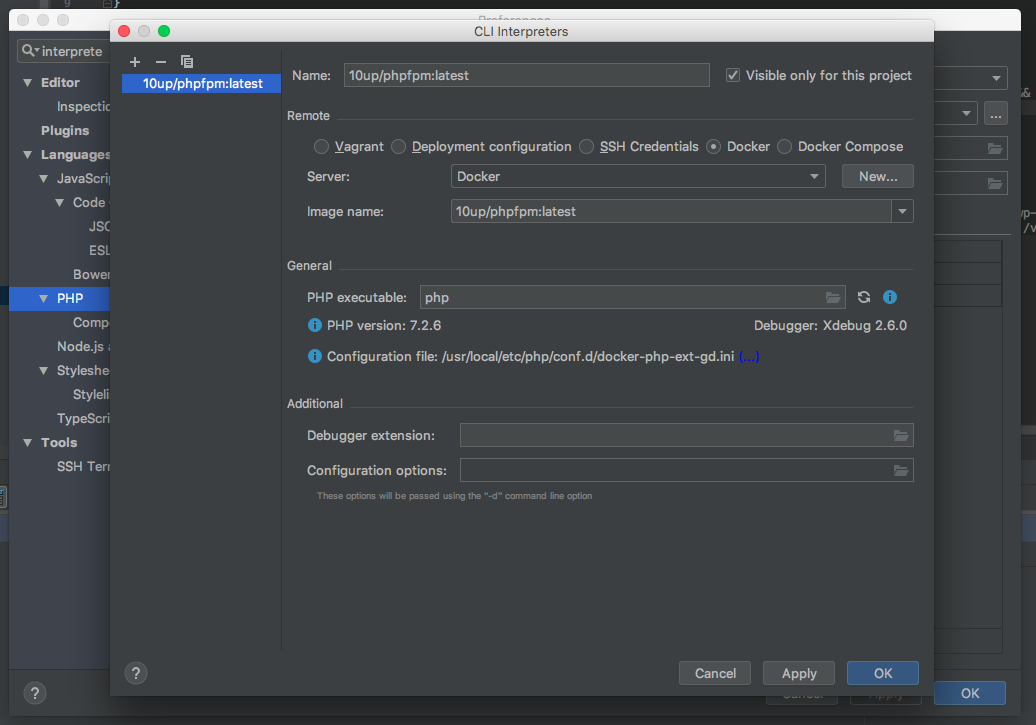 Preferences
CLI Interpreters
interprete
10up/phpfpm:latest
Name: 10up/phpfpm:latest Visible only for this project
Editor
Inspectio
Plugins
Languages
JavaScrip
Code
JSC
ESL
Bower
PHP
Compo
Node.js a
Styleshe
Stylelin
TypeScri
Tools
SSH Tern
Remote
Vagrant Deployment configuration SSH Credentials Docker Docker Compose
Server: Docker New...
Image name: 10up/phpfpm:latest
General
PHP executable: php
PHP version: 7.2.6 Debugger: Xdebug 2.6.0
Configuration file: /usr/local/etc/php/conf.d/docker-php-ext-gd.ini (...)
Additional
Debugger extension:
Configuration options:
These options will be passed using the "-d" command line option
? Cancel Apply OK
? Cancel Apply OK
...
&&
vp-
/v